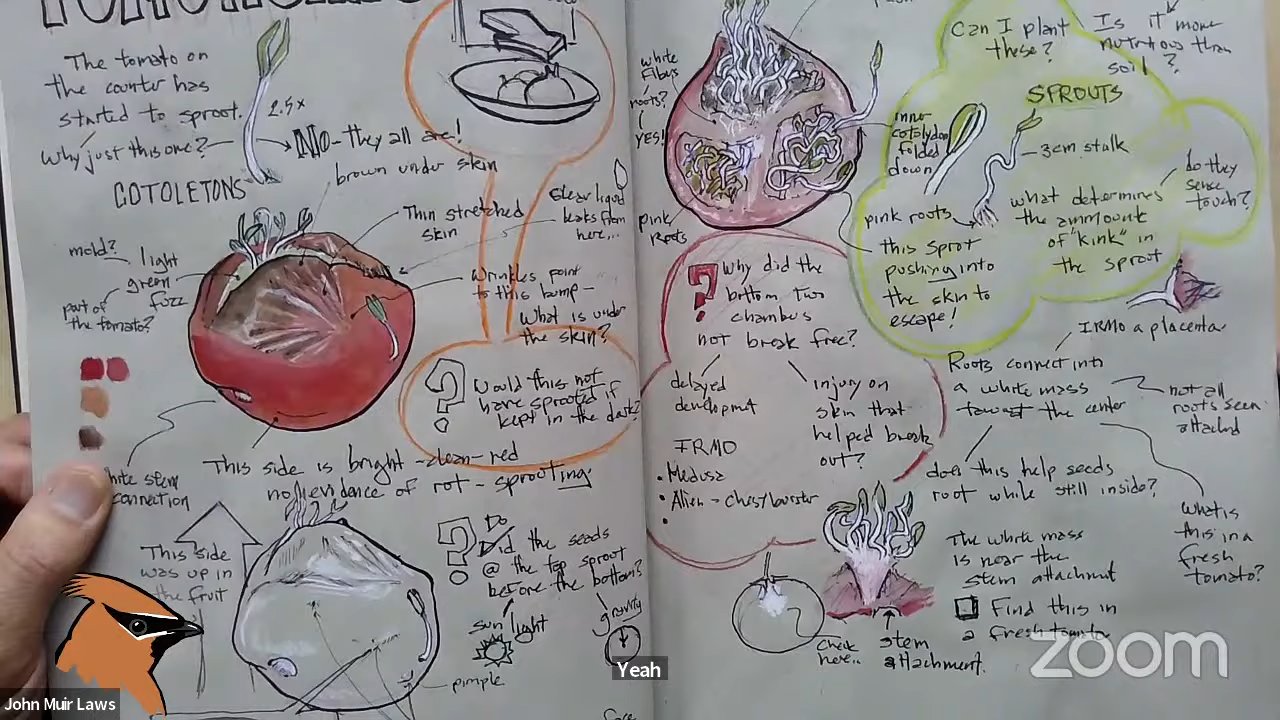 The tomato on
the counter has
started to sprout.
Why just this one?
2.5x
No - they all are!
COTOLETONS
brown under skin
Thin stretched
skin
clear liquid
leaks from
here...
mold?
light
green
fuzz
part of
the tomato?
wrinkles point
to this bump -
What is under
the skin?
? Would this not
have sprouted if
kept in the dark?
This side is bright - clean - red
no evidence of rot - sprouting
stem
connection
This side
was up in
the fruit
? Do
Did the seeds
@ the top sprout
before the bottom?
sun light
gravity
pimple
white
fibers
roots?
YES!
pink
Roots
inner
cotolydon
folded
down
Can I plant
these?
Is it more
nutritious than
soil?
SPROUTS
3cm stalk
do they
sense
touch?
what determines
the ammount
of "kink" in
the sprout
pink roots
this sprot
pushing into
the skin to
escape!
? Why did the
bottom two
chambers
not break free?
delayed
development
injury on
skin that
helped break
out?
IRMO
• Medusa
• Alien - chestburster
•
IRMO a placenta
Roots connect into
a white mass
toward the center
not all
roots seen
attached
does this help seeds
root while still inside?
what is
this in a
fresh
tomato?
The white mass
is near the
stem attachment
Find this in
a fresh tomato
check
here..
stem
attachment.
Yeah
zoom
John Muir Laws